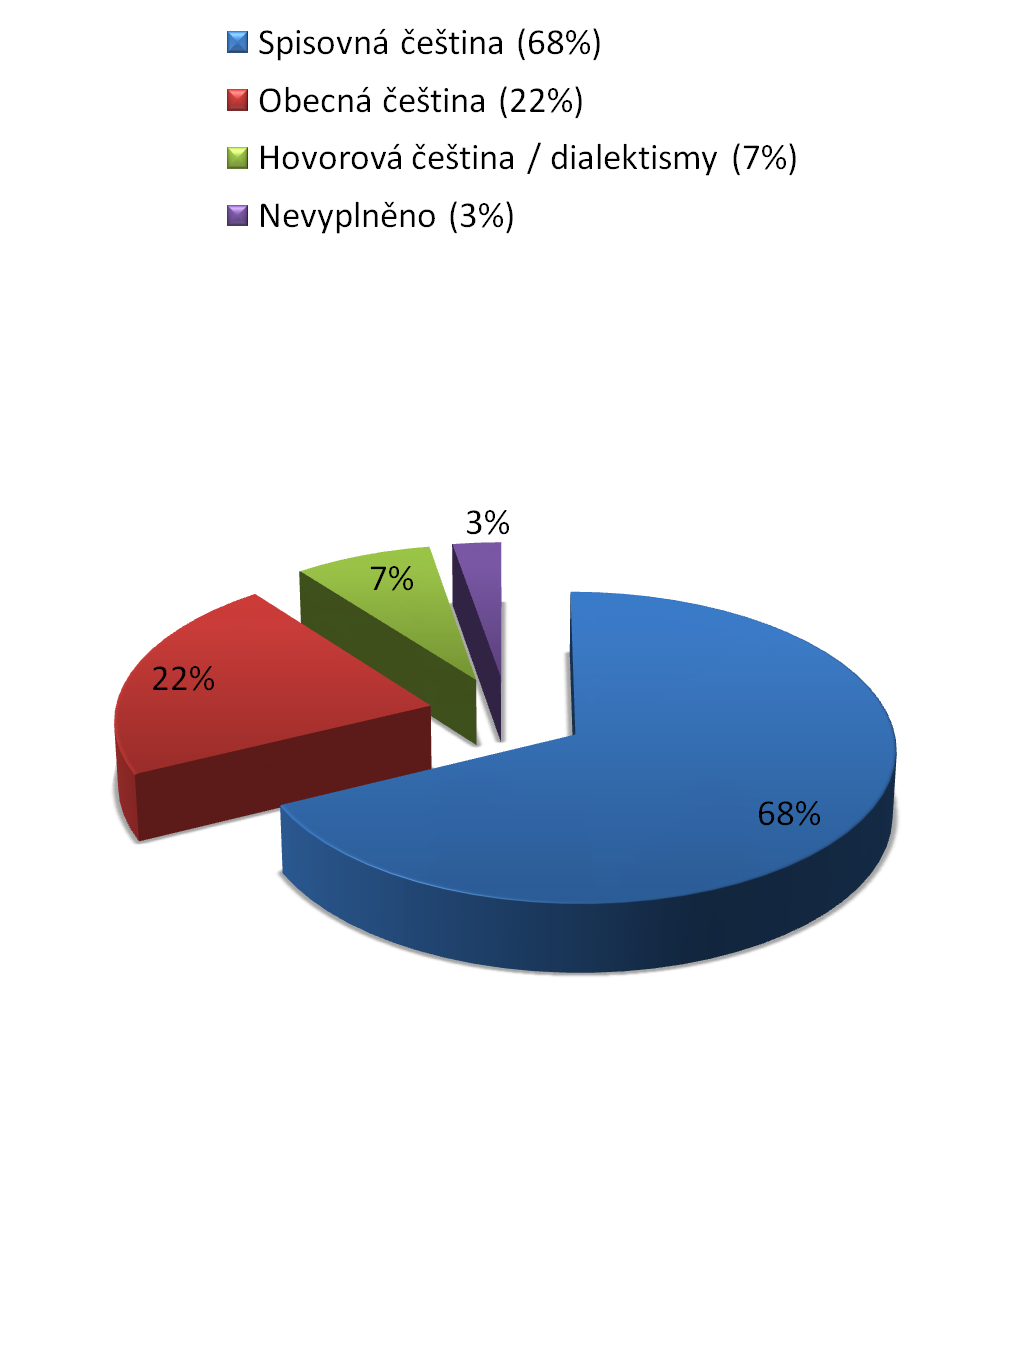 Spisovná čeština (68%)
Obecná čeština (22%)
Hovorová čeština / dialektismy (7%)
Nevyplněno (3%)
3%
7%
22%
68%